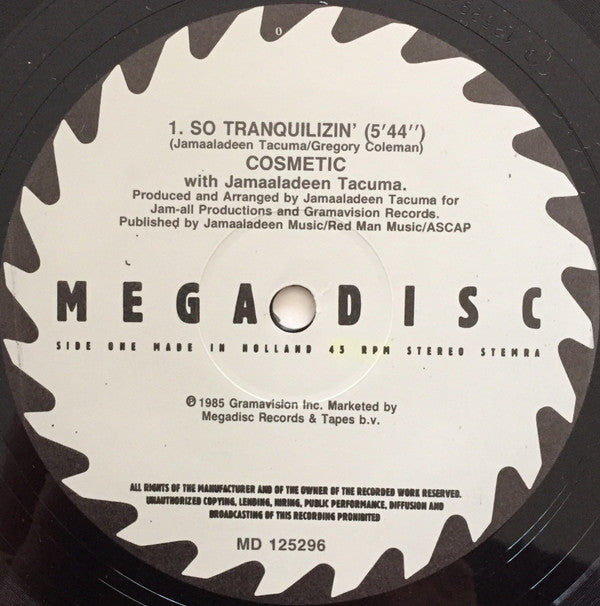 1. SO TRANQUILIZIN' (5'44'')
(Jamaaladeen Tacuma/Gregory Coleman)
COSMETIC
with Jamaaladeen Tacuma.
Produced and Arranged by Jamaaladeen Tacuma for
Jam-all Productions and Gramavision Records.
Published by Jamaaladeen Music/Red Man Music/ASCAP
MEGADISC
SIDE ONE MADE IN HOLLAND 45 RPM STEREO STEMRA
℗ 1985 Gramavision Inc. Marketed by
Megadisc Records & Tapes b.v.
ALL RIGHTS OF THE MANUFACTURER AND OF THE OWNER OF THE RECORDED WORK RESERVED.
UNAUTHORIZED COPYING, LENDING, HIRING, PUBLIC PERFORMANCE, DIFFUSION AND
BROADCASTING OF THIS RECORDING PROHIBITED
MD 125296